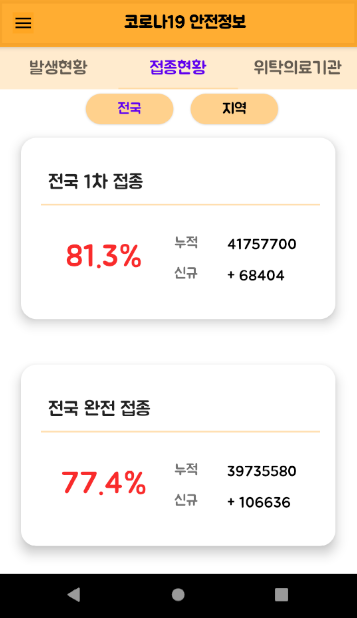 코로나19 안전정보
발생현황 접종현황 위탁의료기관
전국 지역
전국 1차 접종
81.3%
누적 41757700
신규 + 68404
전국 완전 접종
77.4%
누적 39735580
신규 + 106636